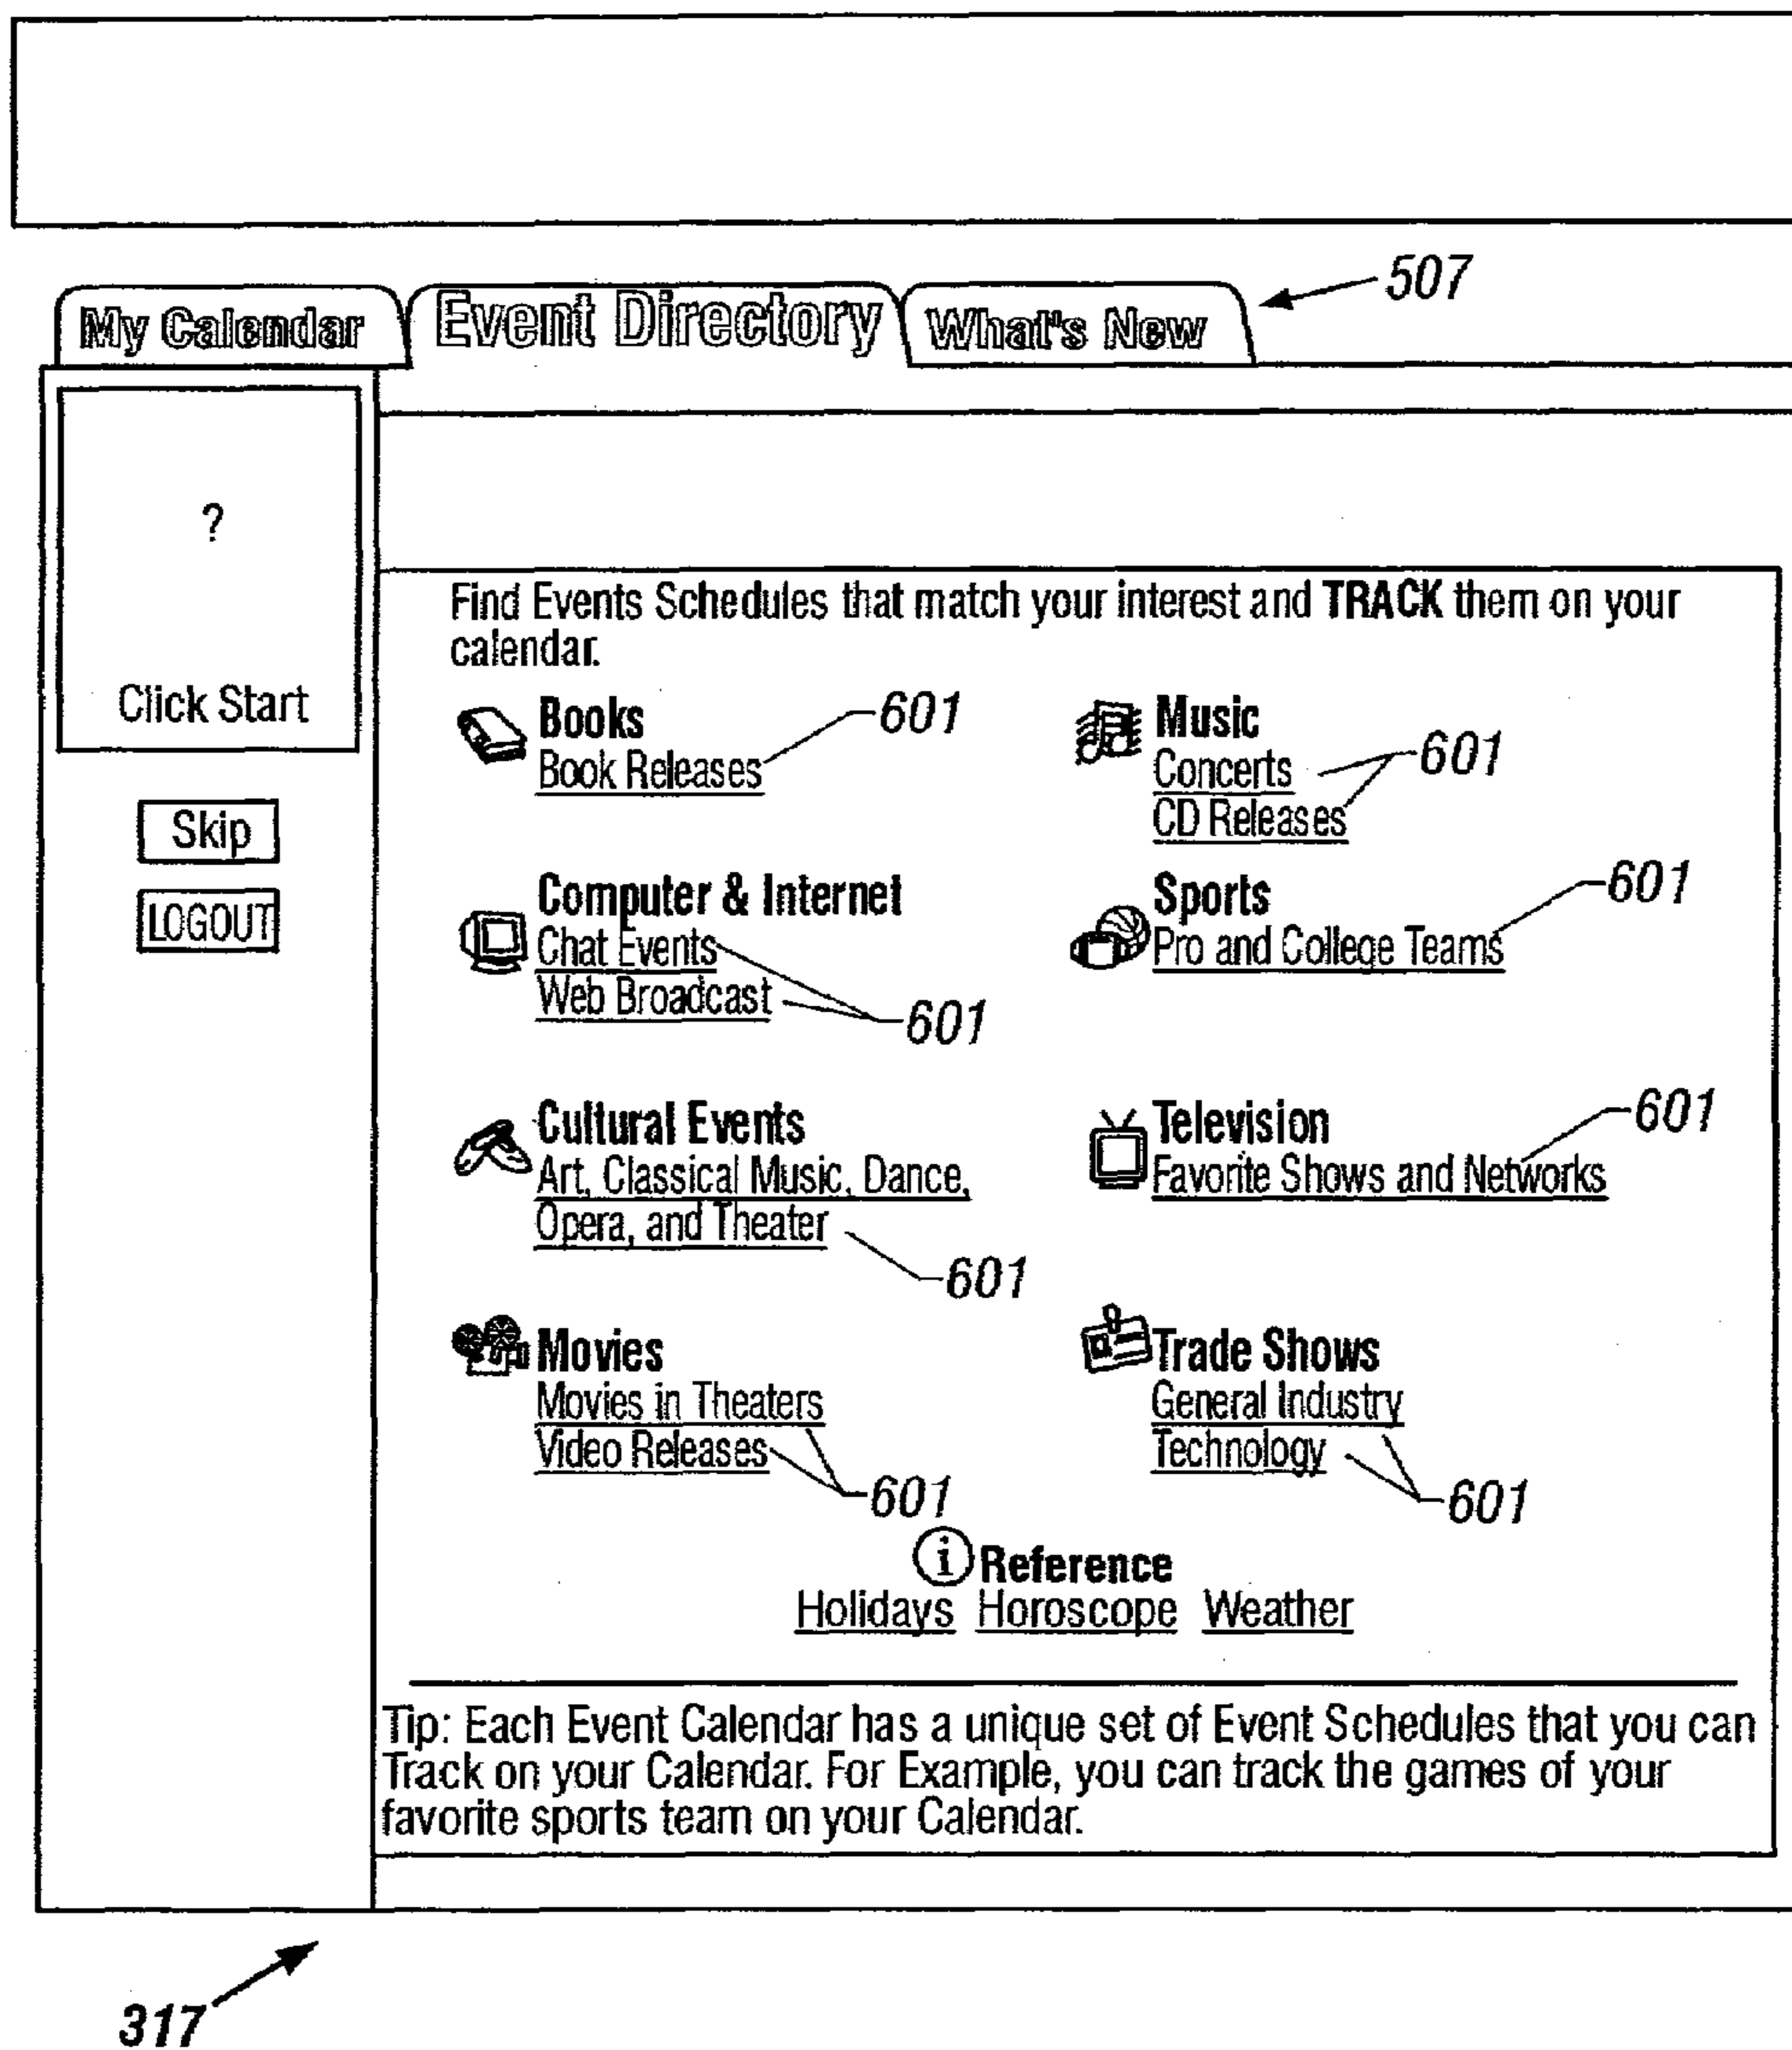 507
My Calendar Event Directory What's New
?
Click Start
Skip
LOGOUT
Find Events Schedules that match your interest and TRACK them on your
calendar.
Books 601
Book Releases
Music
Concerts 601
CD Releases
Computer & Internet
Chat Events
Web Broadcast
601
Sports 601
Pro and College Teams
Cultural Events
Art, Classical Music, Dance,
Opera, and Theater
601
Television 601
Favorite Shows and Networks
Movies
Movies in Theaters
Video Releases
601
Trade Shows
General Industry
Technology
601
i Reference
Holidays Horoscope Weather
Tip: Each Event Calendar has a unique set of Event Schedules that you can
Track on your Calendar. For Example, you can track the games of your
favorite sports team on your Calendar.
317